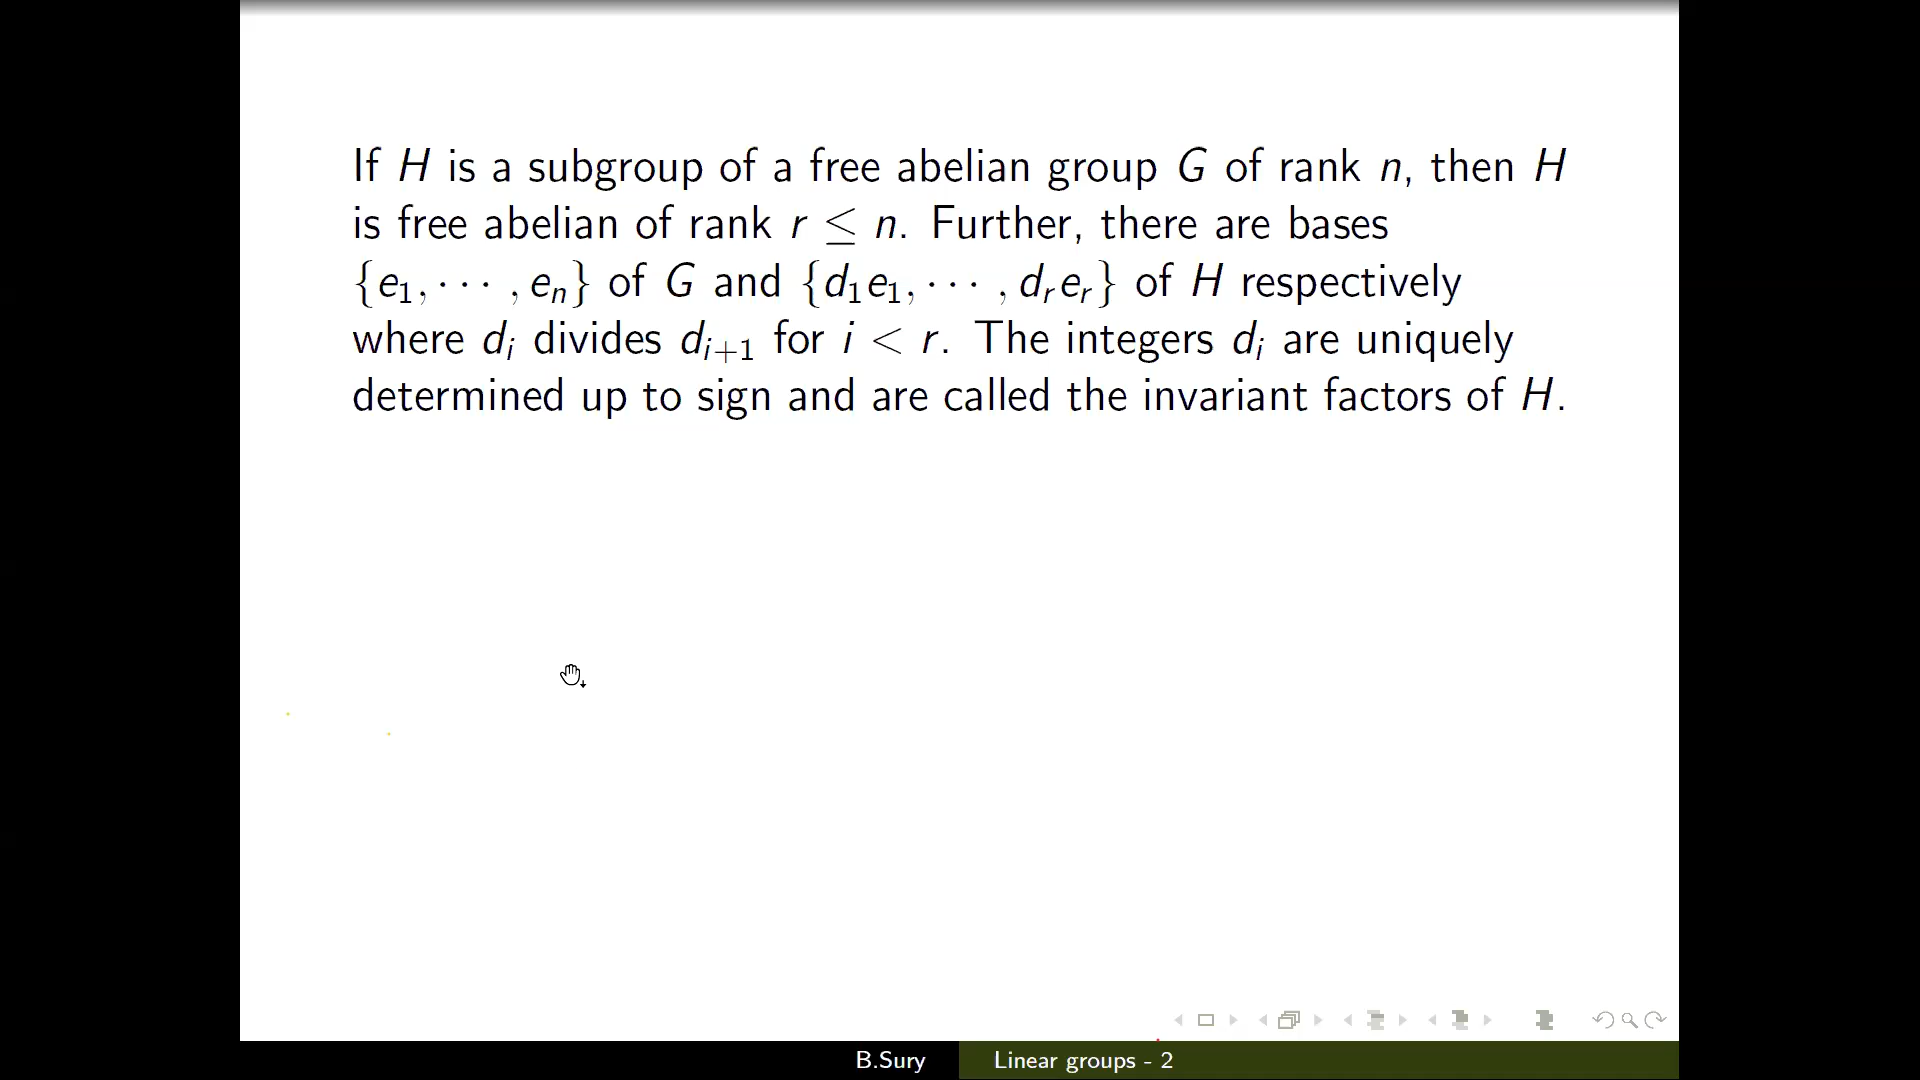 If H is a subgroup of a free abelian group G of rank n, then H
is free abelian of rank r ≤ n. Further, there are bases
{e₁, ··· , eₙ} of G and {d₁e₁, ··· , dᵣeᵣ} of H respectively
where dᵢ divides dᵢ₊₁ for i < r. The integers dᵢ are uniquely
determined up to sign and are called the invariant factors of H.
B.Sury
Linear groups - 2